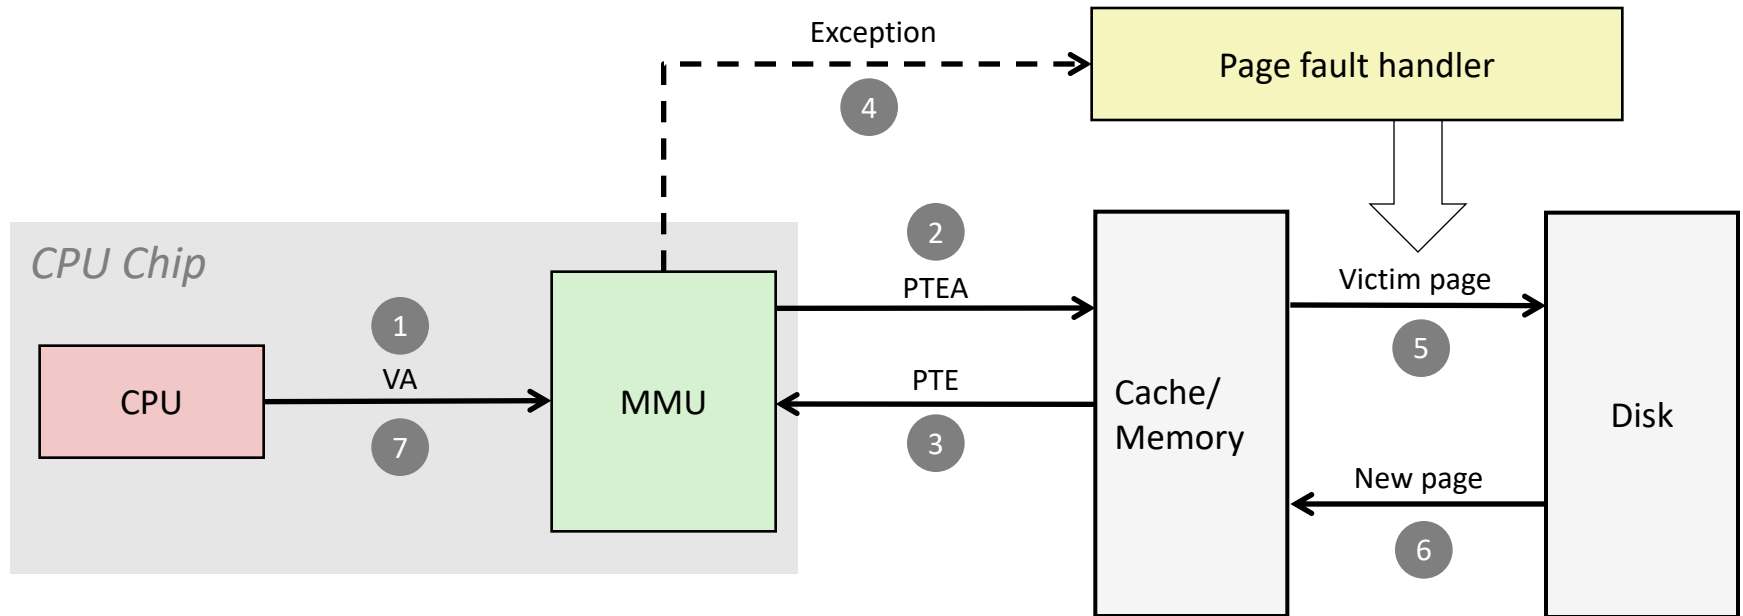 Exception
Page fault handler
4
2
CPU Chip
PTEA
Victim page
1
5
VA
CPU
MMU
PTE
Cache/
Memory
Disk
7
3
New page
6